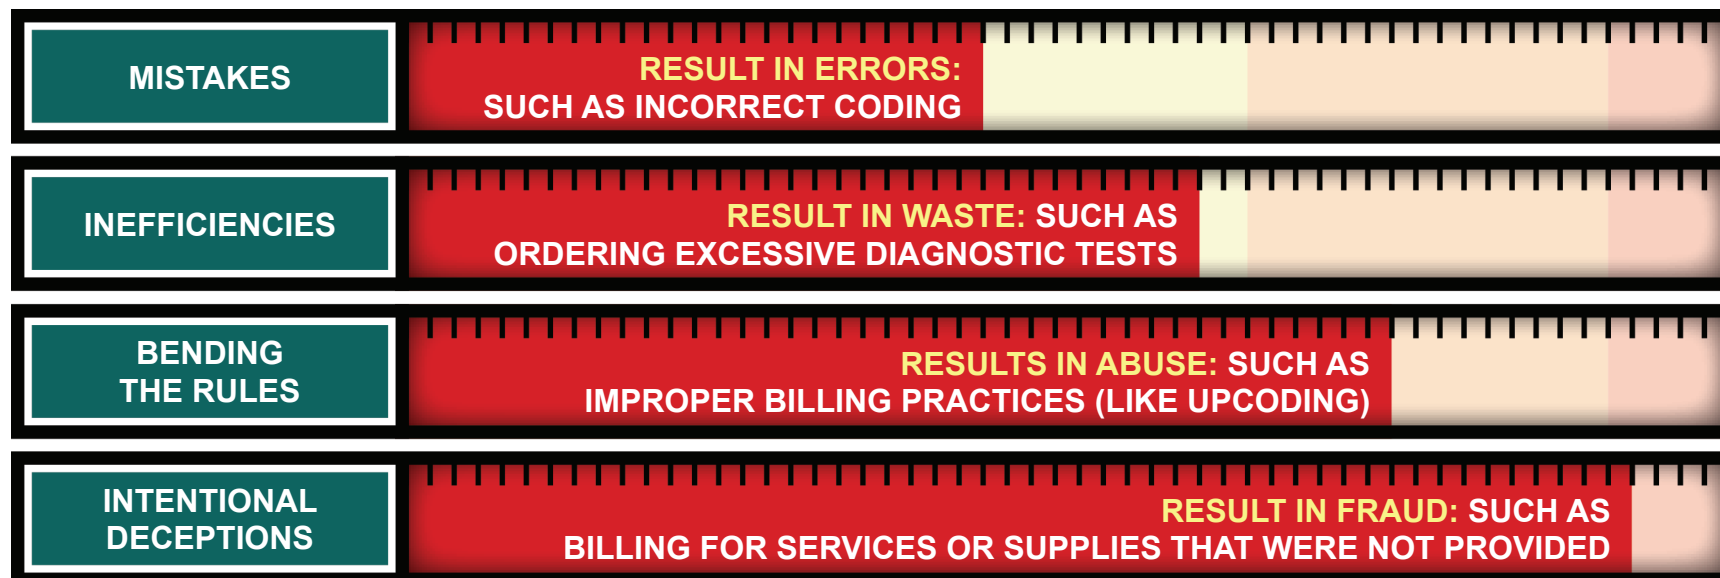 MISTAKES
RESULT IN ERRORS:
SUCH AS INCORRECT CODING
INEFFICIENCIES
RESULT IN WASTE: SUCH AS
ORDERING EXCESSIVE DIAGNOSTIC TESTS
BENDING
THE RULES
RESULTS IN ABUSE: SUCH AS
IMPROPER BILLING PRACTICES (LIKE UPCODING)
INTENTIONAL
DECEPTIONS
RESULT IN FRAUD: SUCH AS
BILLING FOR SERVICES OR SUPPLIES THAT WERE NOT PROVIDED